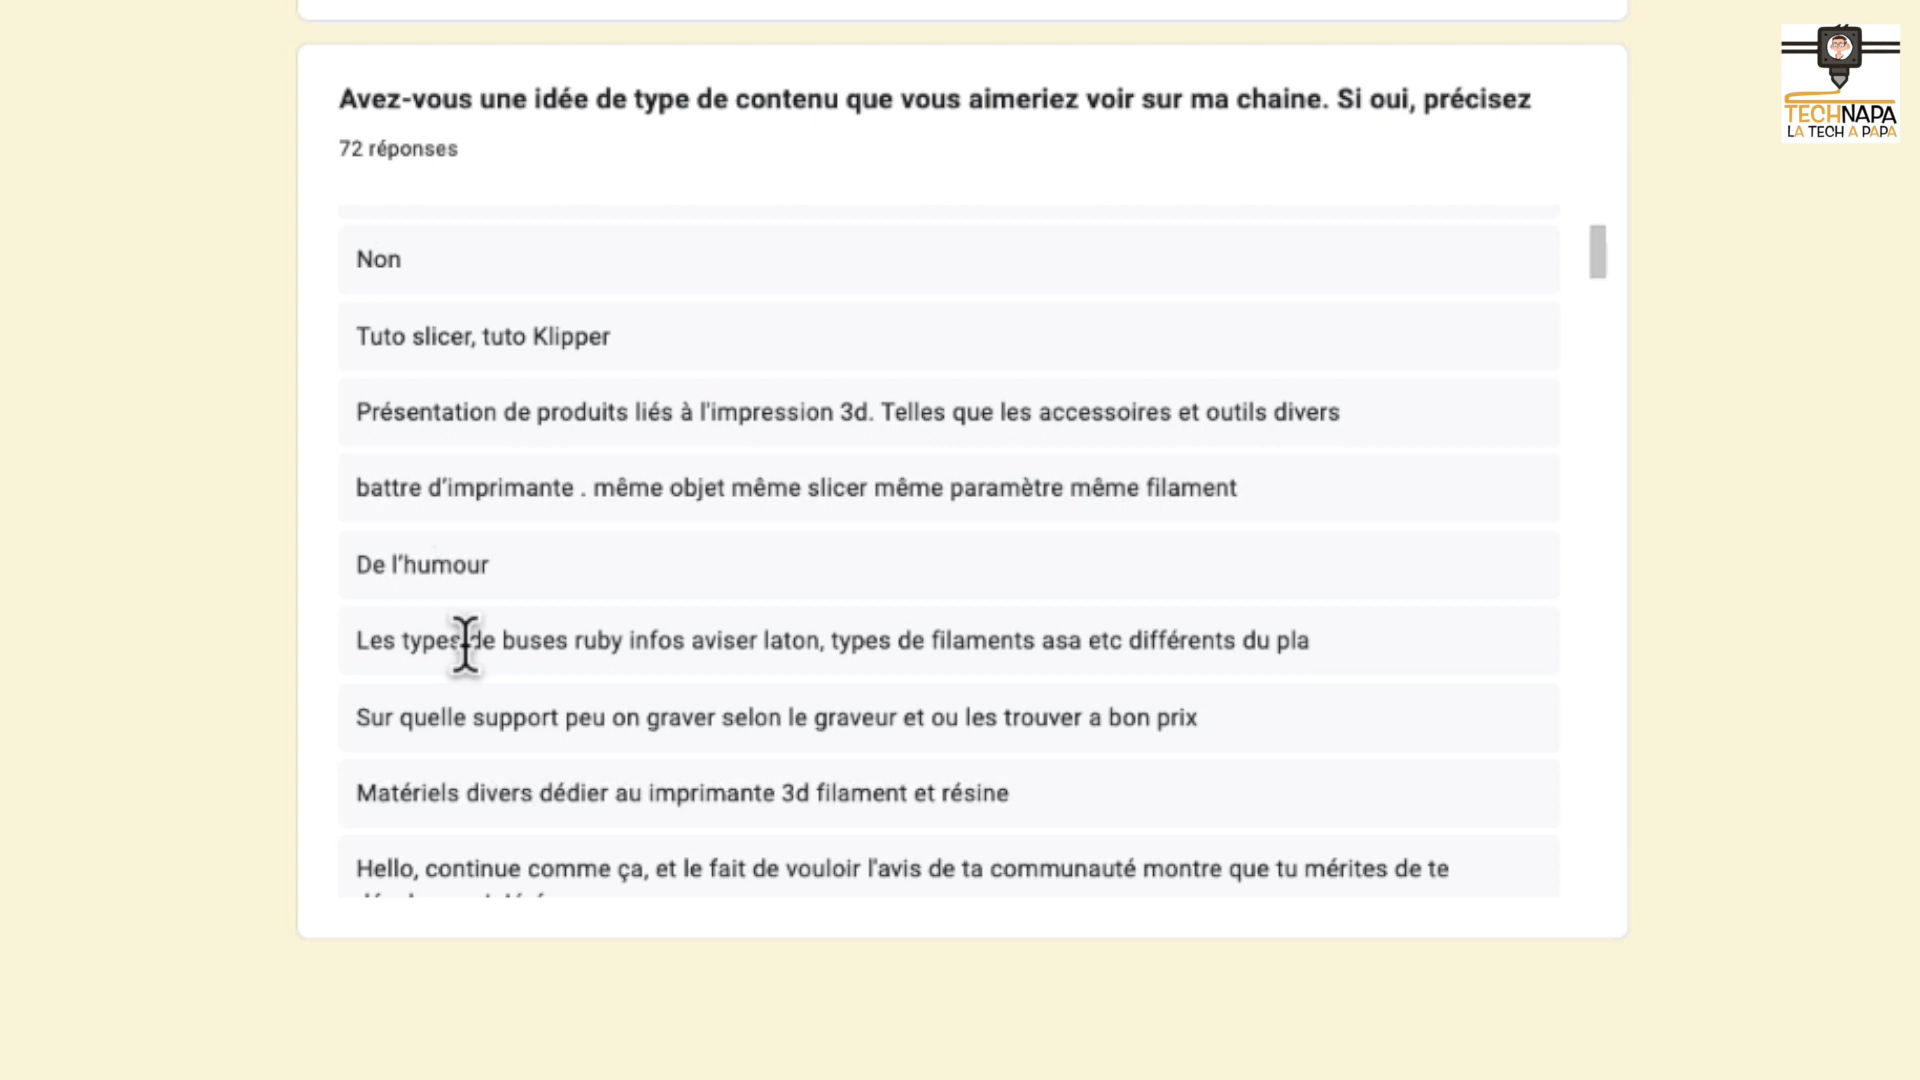 Avez-vous une idée de type de contenu que vous aimeriez voir sur ma chaine. Si oui, précisez
72 réponses
Non
Tuto slicer, tuto Klipper
Présentation de produits liés à l'impression 3d. Telles que les accessoires et outils divers
battre d’imprimante . même objet même slicer même paramètre même filament
De l’humour
Les types de buses ruby infos aviser laton, types de filaments asa etc différents du pla
Sur quelle support peu on graver selon le graveur et ou les trouver a bon prix
Matériels divers dédier au imprimante 3d filament et résine
Hello, continue comme ça, et le fait de vouloir l'avis de ta communauté montre que tu mérites de te
TECHNAPA
LA TECH A PAPA